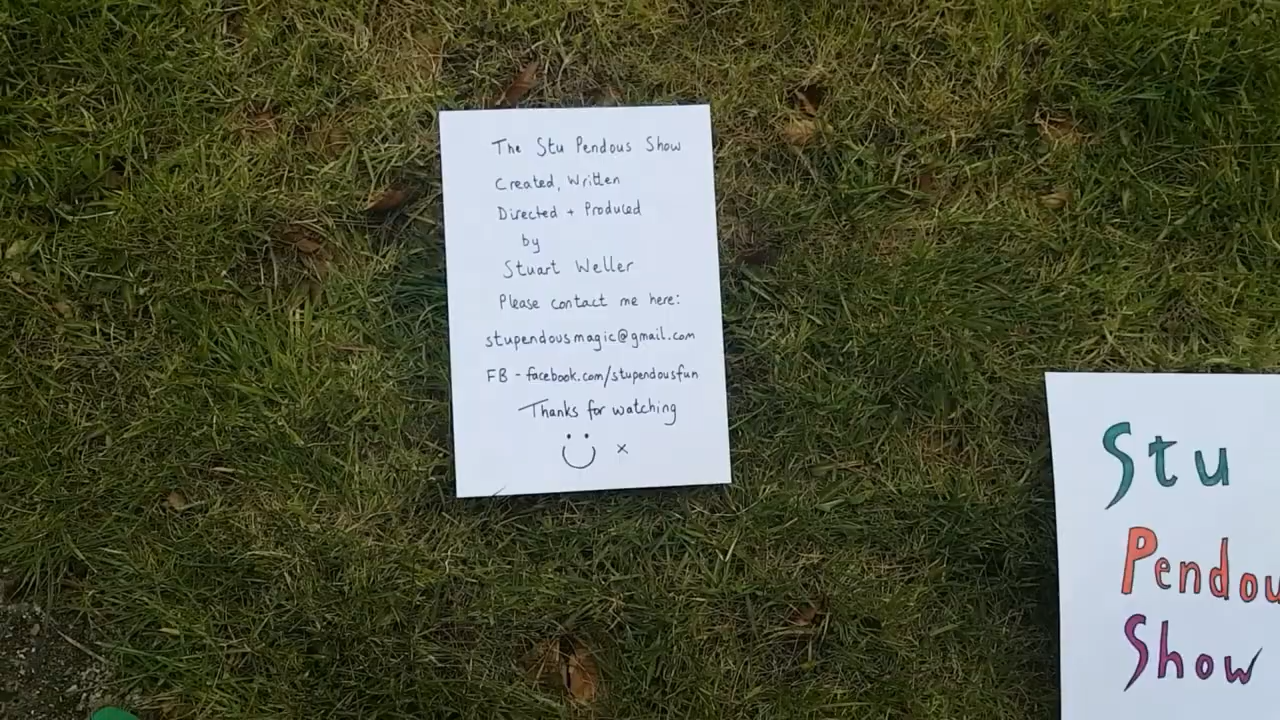 The Stu Pendous Show
Created, Written
Directed + Produced
by
Stuart Weller
Please contact me here:
stupendousmagic@gmail.com
FB - facebook.com/stupendousfun
Thanks for watching
x
Stu
Pendou
Show